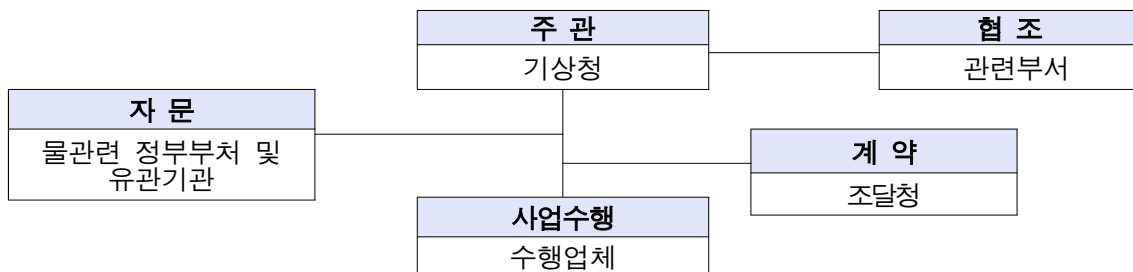 주 관
기상청
협 조
관련부서
자 문
물관련 정부부처 및
유관기관
계 약
조달청
사업수행
수행업체